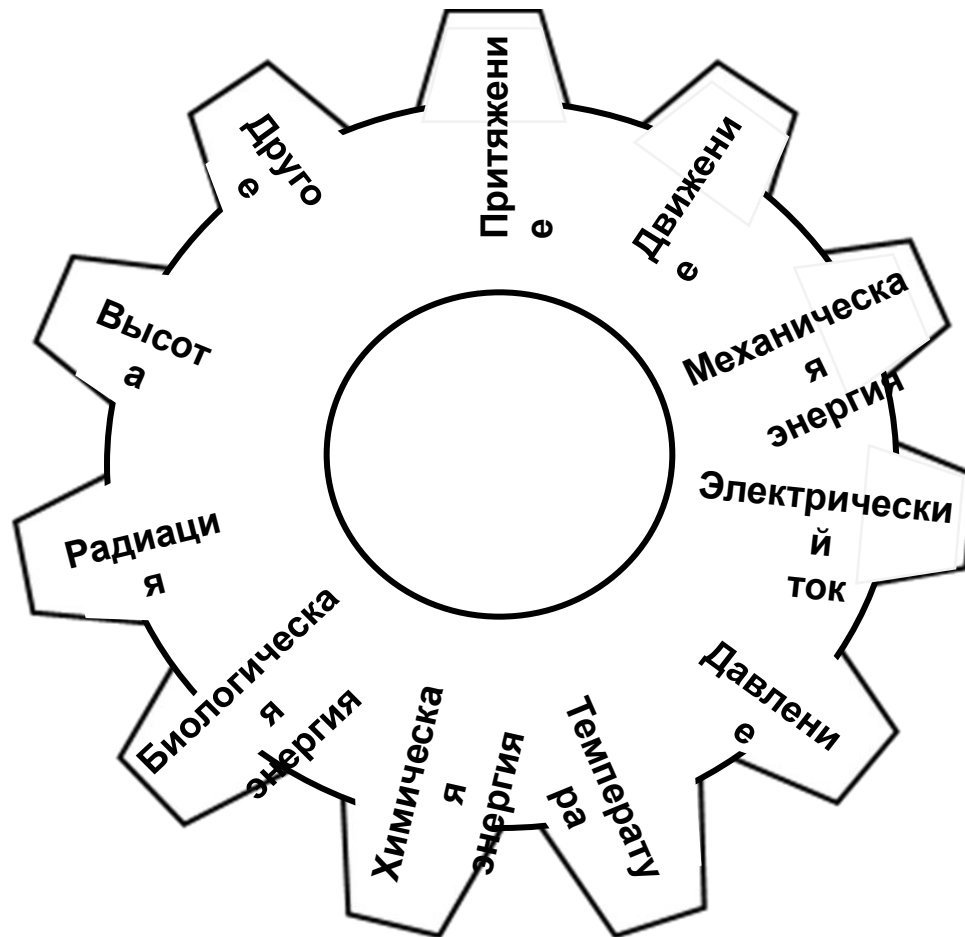 Притяжени
е
Движени
е
Механическа
я
энергия
Электрически
й
ток
Давлени
е
Температу
ра
Химическа
я
энергия
Биологическа
я
энергия
Радиаци
я
Высот
а
Друго
е